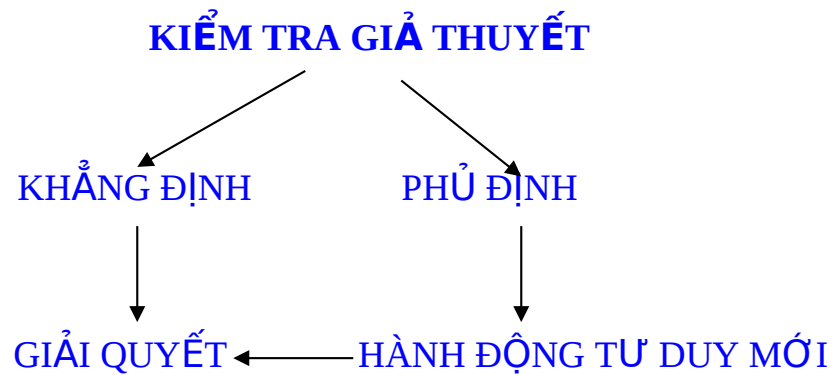 KIỂM TRA GIẢ THUYẾT
KHẲNG ĐỊNH PHỦ ĐỊNH
GIẢI QUYẾT HÀNH ĐỘNG TƯ DUY MỚI